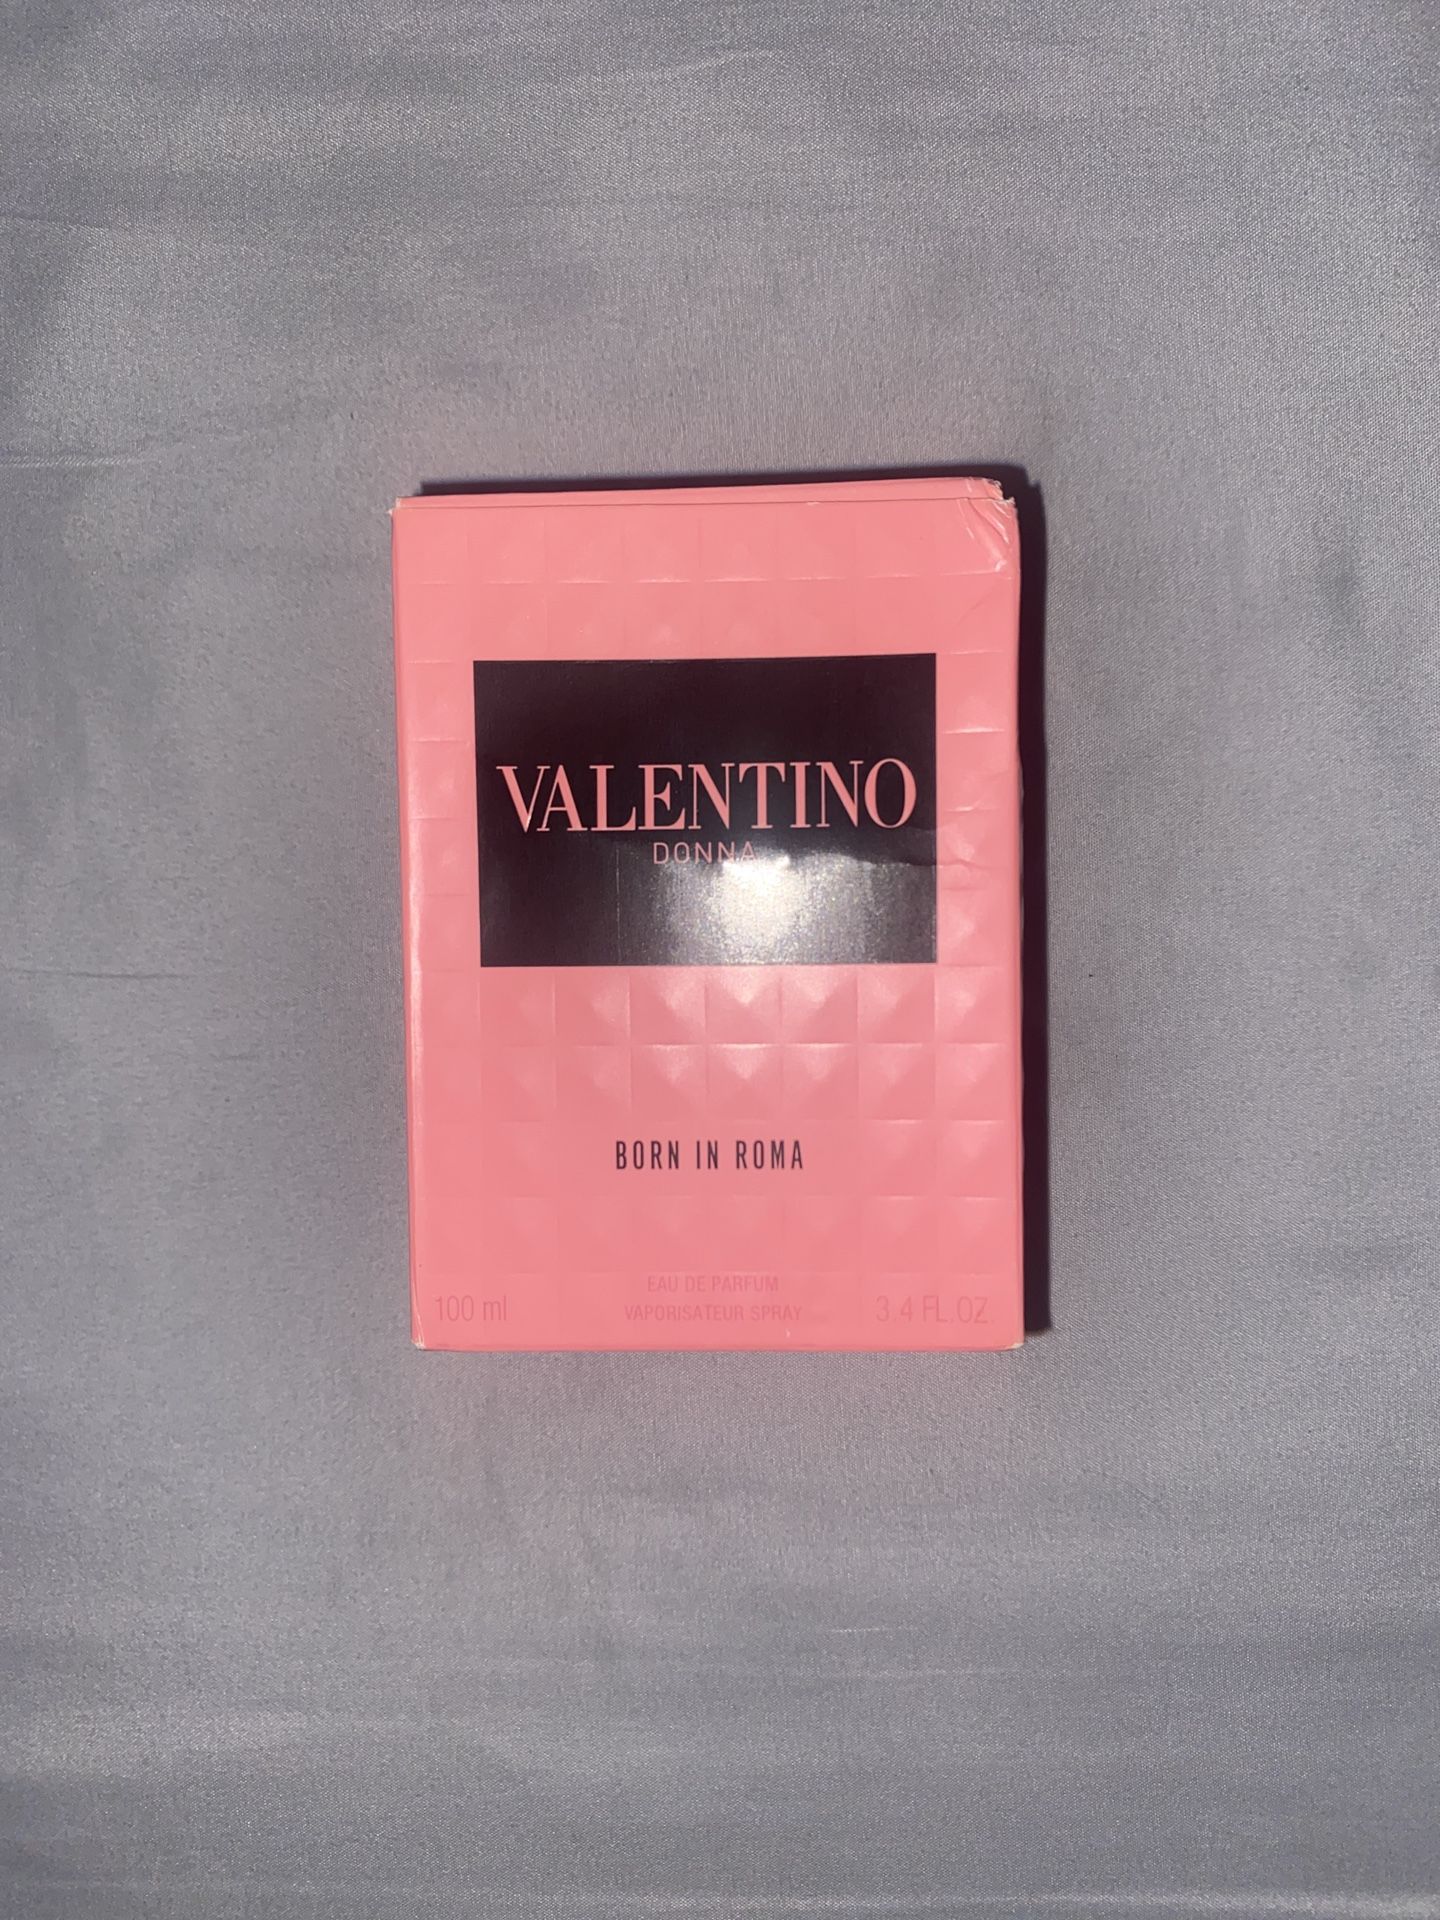 VALENTINO
DONNA
BORN IN ROMA
EAU DE PARFUM
100 ml VAPORISATEUR SPRAY 3.4 FL.OZ.